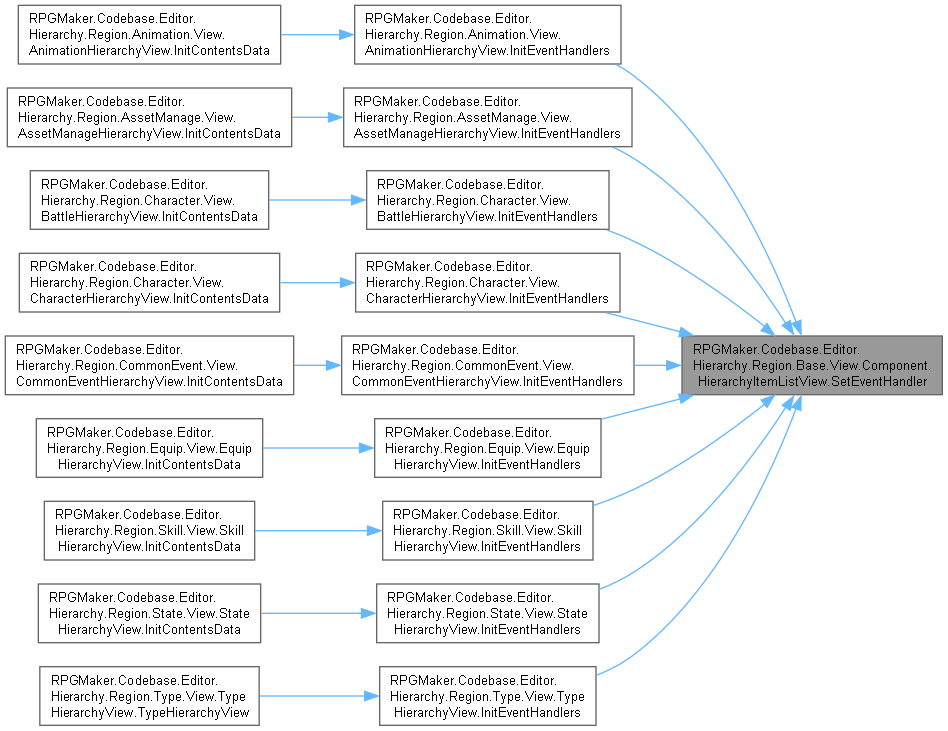 RPGMaker.Codebase.Editor.
Hierarchy.Region.Animation.View.
AnimationHierarchyView.InitContentsData
RPGMaker.Codebase.Editor.
Hierarchy.Region.Animation.View.
AnimationHierarchyView.InitEventHandlers
RPGMaker.Codebase.Editor.
Hierarchy.Region.AssetManage.View.
AssetManageHierarchyView.InitContentsData
RPGMaker.Codebase.Editor.
Hierarchy.Region.AssetManage.View.
AssetManageHierarchyView.InitEventHandlers
RPGMaker.Codebase.Editor.
Hierarchy.Region.Character.View.
BattleHierarchyView.InitContentsData
RPGMaker.Codebase.Editor.
Hierarchy.Region.Character.View.
BattleHierarchyView.InitEventHandlers
RPGMaker.Codebase.Editor.
Hierarchy.Region.Character.View.
CharacterHierarchyView.InitContentsData
RPGMaker.Codebase.Editor.
Hierarchy.Region.Character.View.
CharacterHierarchyView.InitEventHandlers
RPGMaker.Codebase.Editor.
Hierarchy.Region.CommonEvent.View.
CommonEventHierarchyView.InitContentsData
RPGMaker.Codebase.Editor.
Hierarchy.Region.CommonEvent.View.
CommonEventHierarchyView.InitEventHandlers
RPGMaker.Codebase.Editor.
Hierarchy.Region.Base.View.Component.
HierarchyItemListView.SetEventHandler
RPGMaker.Codebase.Editor.
Hierarchy.Region.Equip.View.Equip
HierarchyView.InitContentsData
RPGMaker.Codebase.Editor.
Hierarchy.Region.Equip.View.Equip
HierarchyView.InitEventHandlers
RPGMaker.Codebase.Editor.
Hierarchy.Region.Skill.View.Skill
HierarchyView.InitContentsData
RPGMaker.Codebase.Editor.
Hierarchy.Region.Skill.View.Skill
HierarchyView.InitEventHandlers
RPGMaker.Codebase.Editor.
Hierarchy.Region.State.View.State
HierarchyView.InitContentsData
RPGMaker.Codebase.Editor.
Hierarchy.Region.State.View.State
HierarchyView.InitEventHandlers
RPGMaker.Codebase.Editor.
Hierarchy.Region.Type.View.Type
HierarchyView.TypeHierarchyView
RPGMaker.Codebase.Editor.
Hierarchy.Region.Type.View.Type
HierarchyView.InitEventHandlers